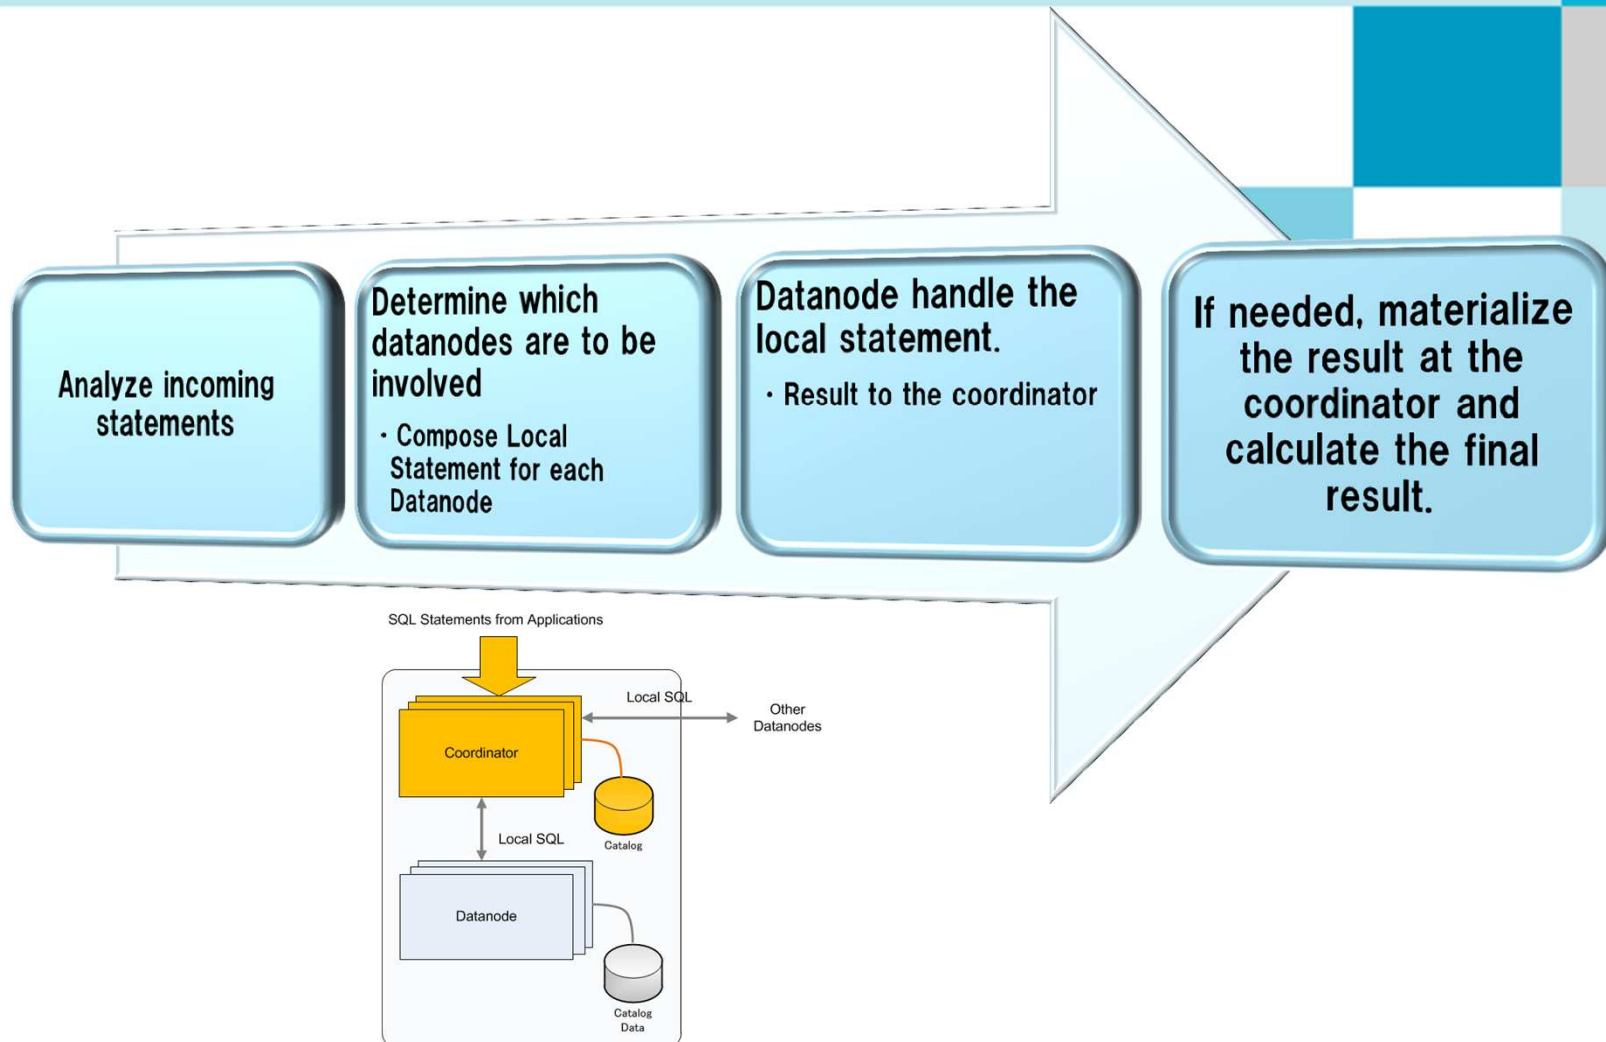 Analyze incoming
statements
Determine which
datanodes are to be
involved
・Compose Local
Statement for each
Datanode
Datanode handle the
local statement.
・Result to the coordinator
If needed, materialize
the result at the
coordinator and
calculate the final
result.
SQL Statements from Applications
Local SQL
Other
Datanodes
Coordinator
Catalog
Local SQL
Datanode
Catalog
Data